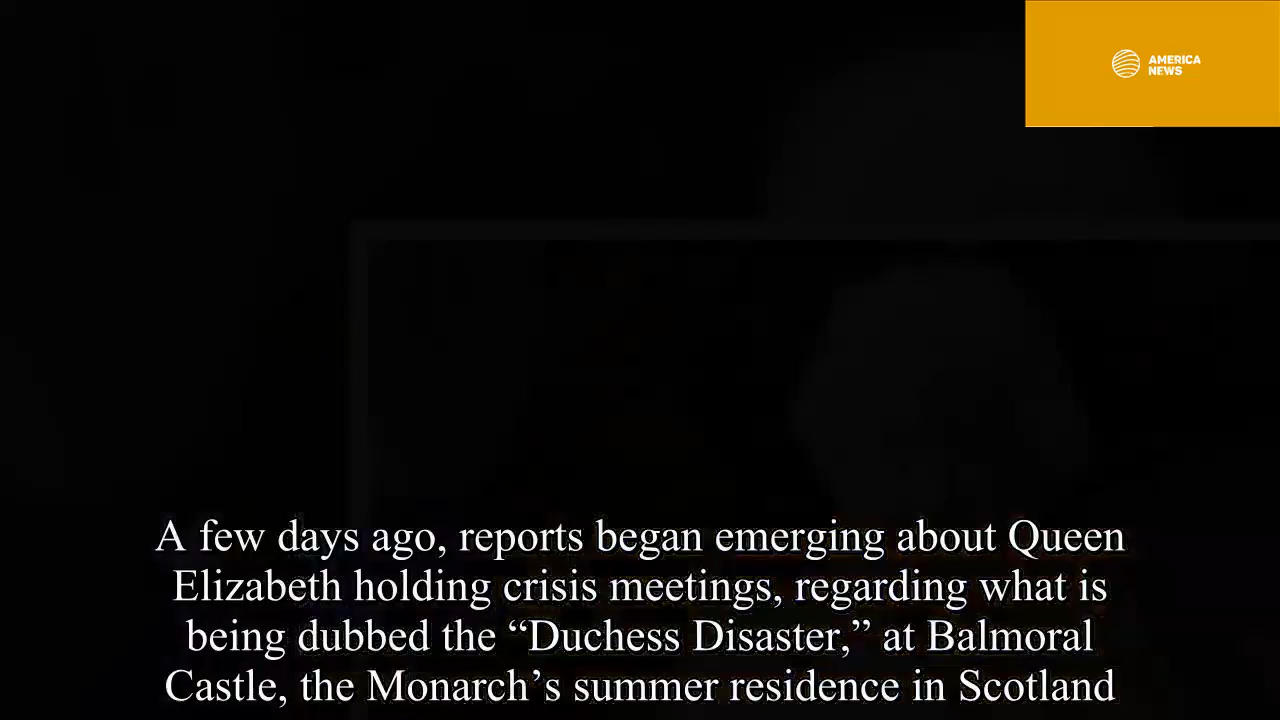 AMERICA
NEWS
A few days ago, reports began emerging about Queen
Elizabeth holding crisis meetings, regarding what is
being dubbed the “Duchess Disaster,” at Balmoral
Castle, the Monarch’s summer residence in Scotland